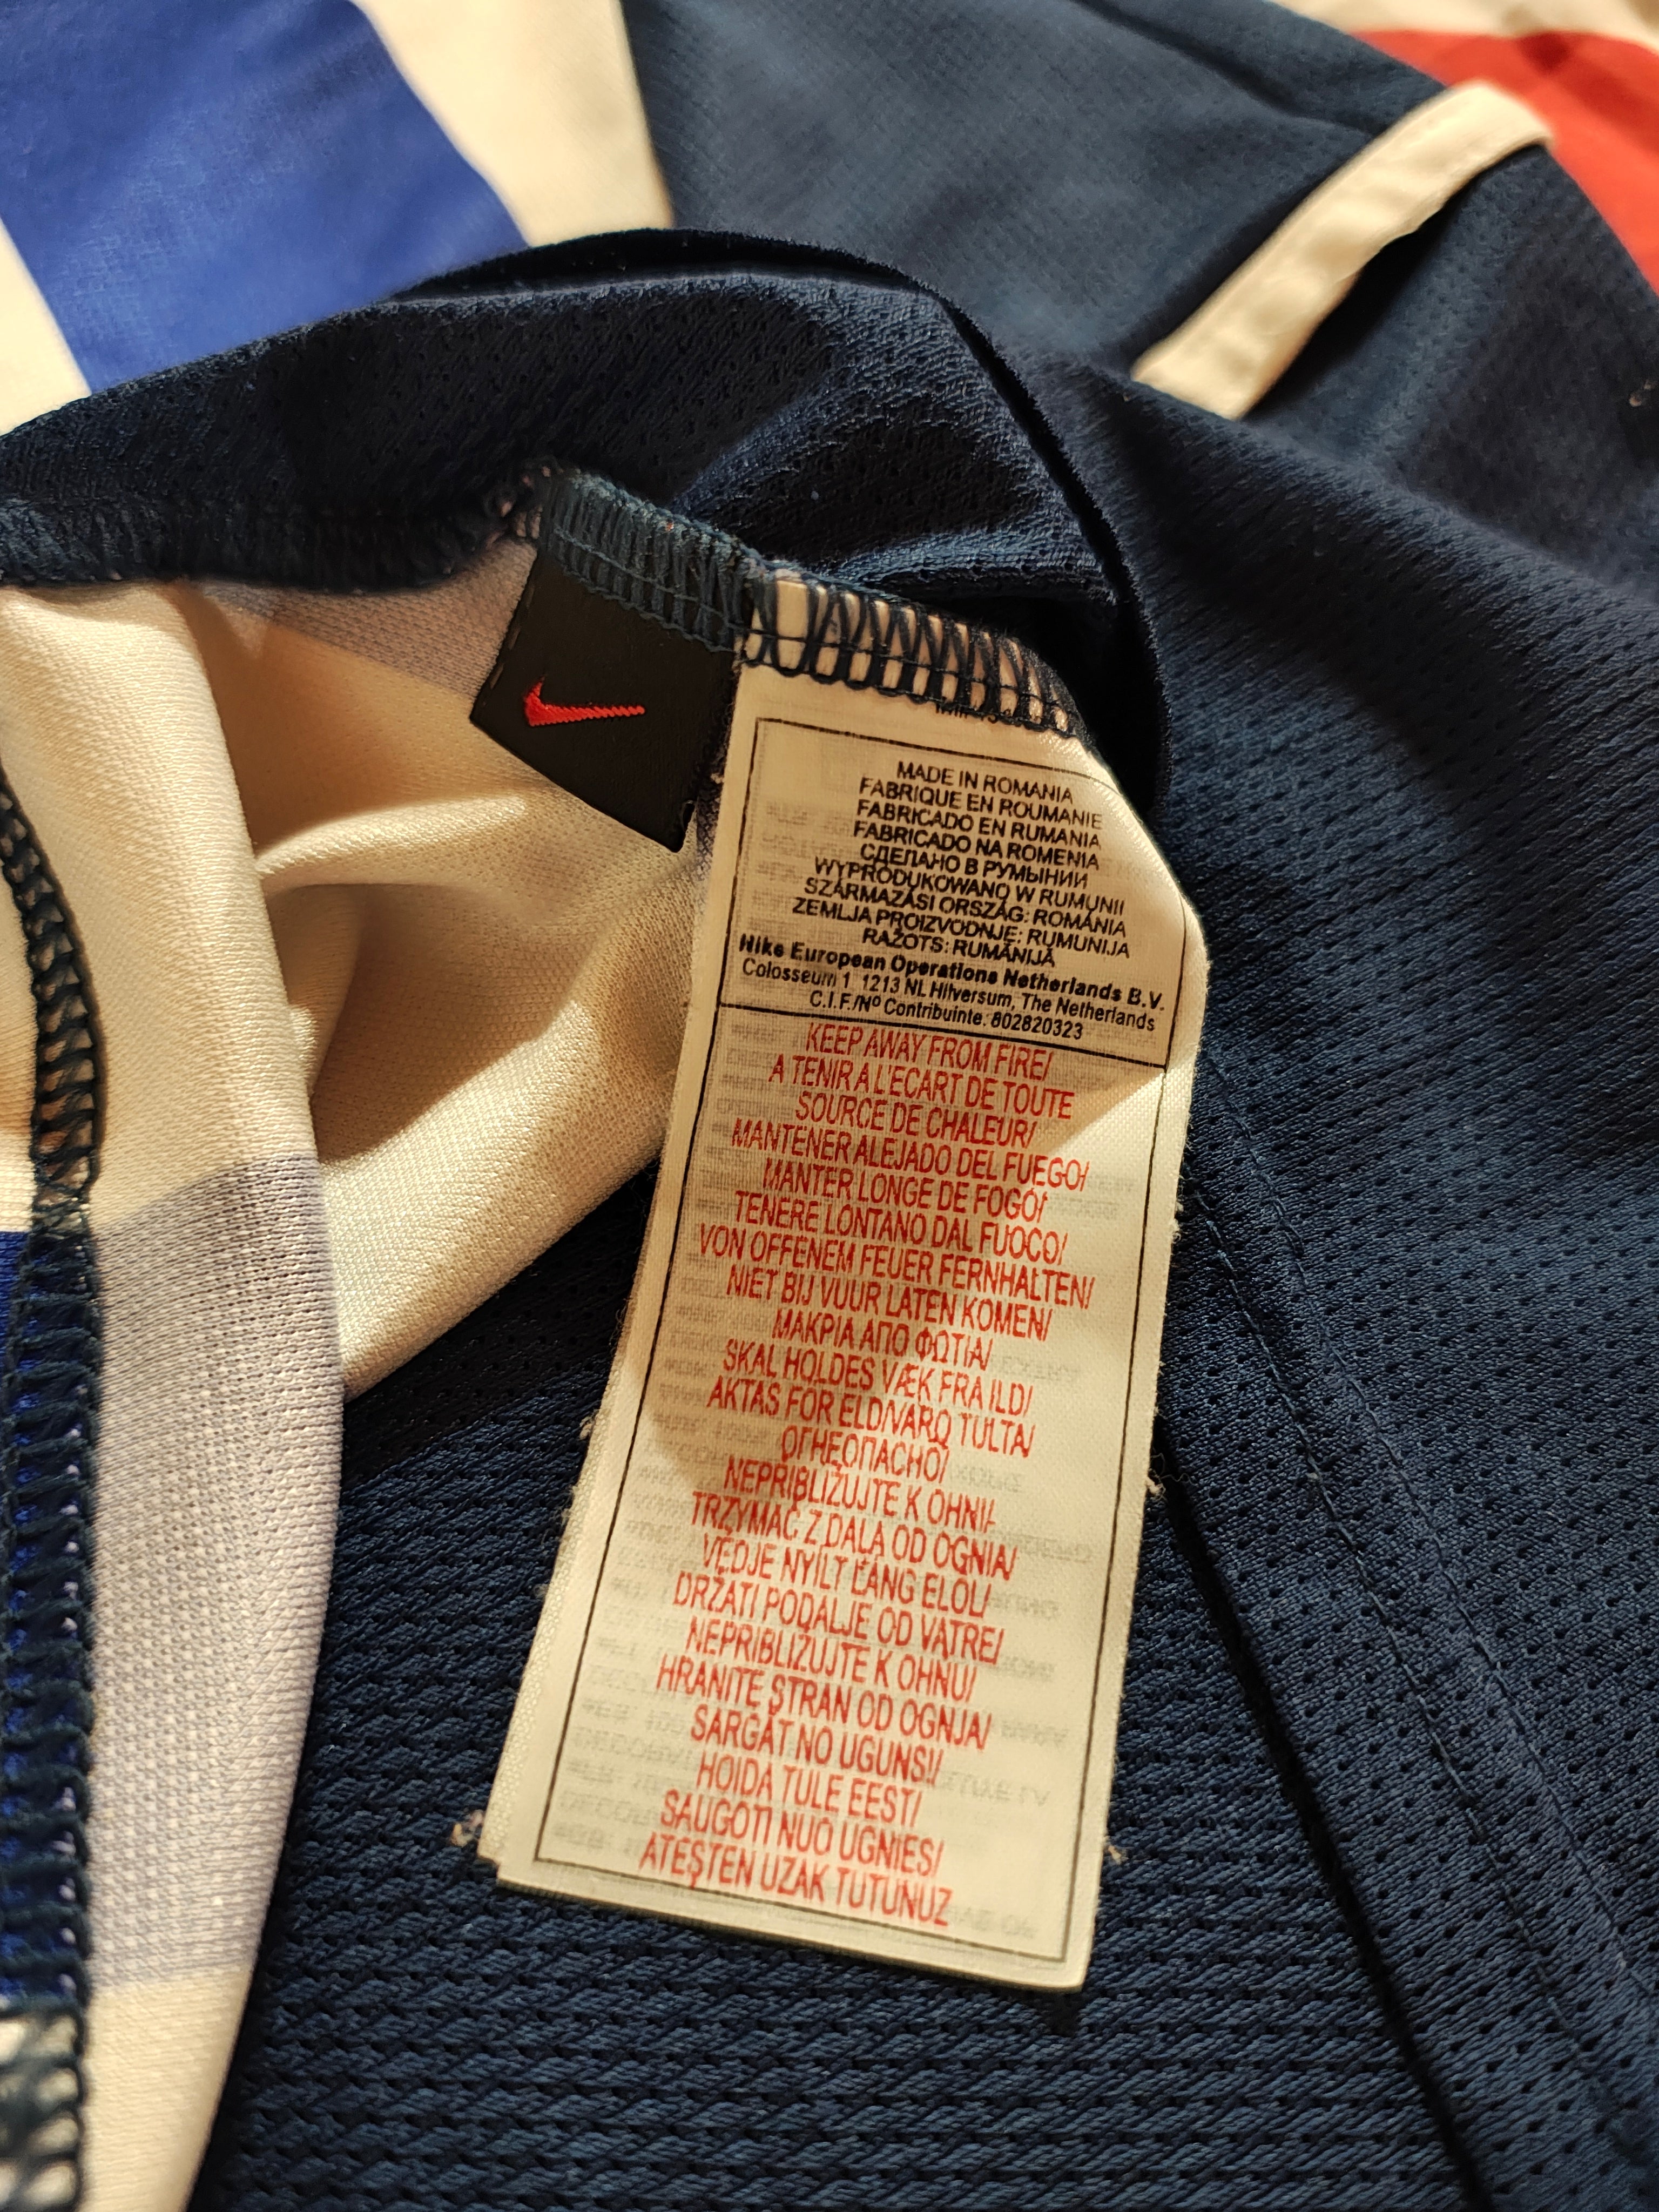 MADE IN ROMANIA
FABRIQUE EN ROUMANIE
FABRICADO EN RUMANIA
FABRICADO NA ROMENIA
СДЕЛАНО В РУМЫНИИ
WYPRODUKOWANO W RUMUNII
SZÁRMAZÁSI ORSZÁG: ROMÁNIA
ZEMLJA PROIZVODNJE: RUMUNIJA
RAŽOTS: RUMĀNIJĀ
Nike European Operations Netherlands B.V.
Colosseum 1 1213 NL Hilversum, The Netherlands
C.I.F./Nº Contribuinte. 802820323
KEEP AWAY FROM FIRE/
A TENIR A L'ECART DE TOUTE
SOURCE DE CHALEUR/
MANTENER ALEJADO DEL FUEGO/
MANTER LONGE DE FOGO/
TENERE LONTANO DAL FUOCO/
VON OFFENEM FEUER FERNHALTEN/
NIET BIJ VUUR LATEN KOMEN/
ΜΑΚΡΙΑ ΑΠΟ ΦΩΤΙΑ/
SKAL HOLDES VÆK FRA ILD/
AKTAS FÖR ELD/VARO TULTA/
ОГНЕОПАСНО/
NEPŘIBLIŽUJTE K OHNI/
TRZYMAĆ Z DALA OD OGNIA/
VÉDJE NYÍLT LÁNG ELÖL/
DRŽATI PODALJE OD VATRE/
NEPRIBLIŽUJTE K OHŇU/
HRANITE STRAN OD OGNJA/
SARGĀT NO UGUNS!/
HOIDA TULE EEST/
SAUGOTI NUO UGNIES/
ATEŞTEN UZAK TUTUNUZ